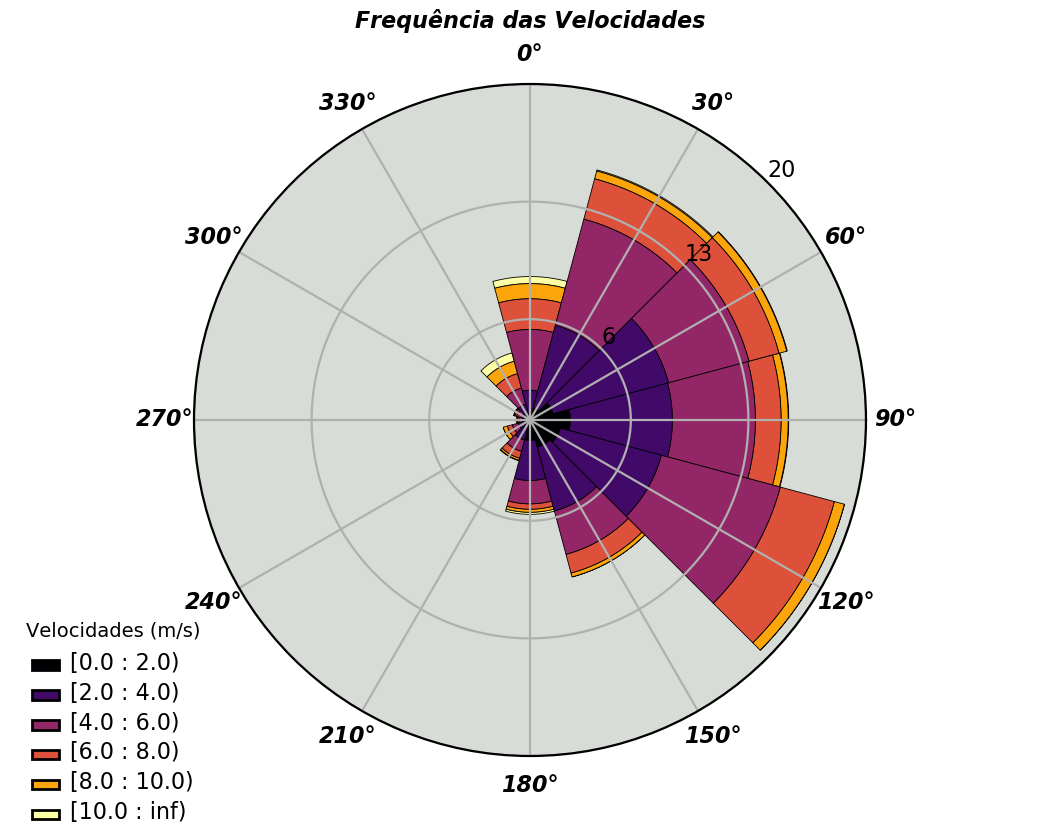 Frequência das Velocidades
0°
330°
30°
20
300°
60°
13
6
270°
90°
240°
120°
210°
150°
180°
Velocidades (m/s)
[0.0 : 2.0)
[2.0 : 4.0)
[4.0 : 6.0)
[6.0 : 8.0)
[8.0 : 10.0)
[10.0 : inf)